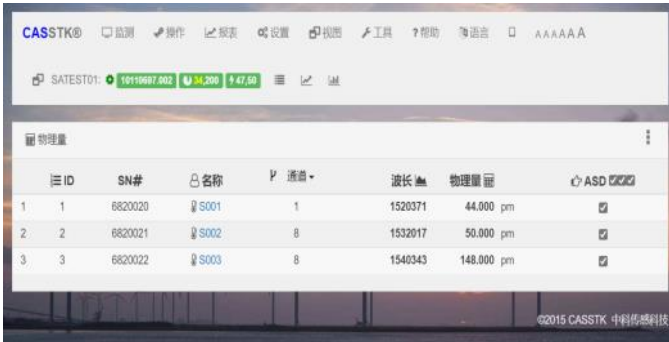 CASSTK® 监测 操作 报表 设置 视图 工具 ?帮助 语言 A A A A A A
SATEST01: 10110697.002 34,200 47,50
物理量
ID SN# 名称 通道 波长 物理量 ASD
1 1 6820020 S001 1 1520371 44.000 pm
2 2 6820021 S002 8 1532017 50.000 pm
3 3 6820022 S003 8 1540343 148.000 pm
©2015 CASSTK 中科传感科技